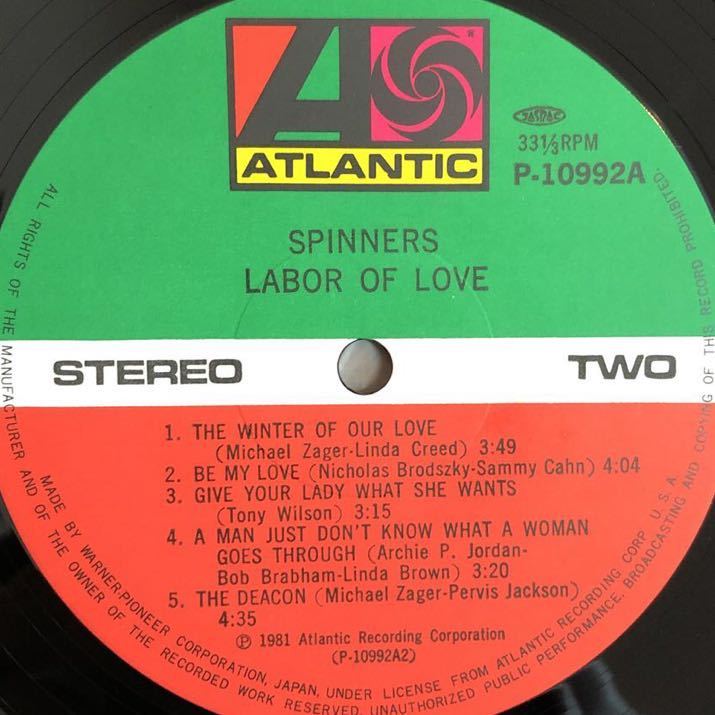 ATLANTIC
JASRAC
33⅓RPM
P-10992A
SPINNERS
LABOR OF LOVE
STEREO
TWO
1. THE WINTER OF OUR LOVE
(Michael Zager-Linda Creed) 3:49
2. BE MY LOVE (Nicholas Brodszky-Sammy Cahn) 4:04
3. GIVE YOUR LADY WHAT SHE WANTS
(Tony Wilson) 3:15
4. A MAN JUST DON'T KNOW WHAT A WOMAN
GOES THROUGH (Archie P. Jordan-
Bob Brabham-Linda Brown) 3:20
5. THE DEACON (Michael Zager-Pervis Jackson)
4:35
℗ 1981 Atlantic Recording Corporation
(P-10992A2)
MADE BY WARNER-PIONEER CORPORATION, JAPAN, UNDER LICENSE FROM ATLANTIC RECORDING CORP. U.S.A.
ALL RIGHTS OF THE MANUFACTURER AND OF THE OWNER OF THE RECORDED WORK RESERVED. UNAUTHORIZED PUBLIC PERFORMANCE, BROADCASTING AND COPYING OF THIS RECORD PROHIBITED.